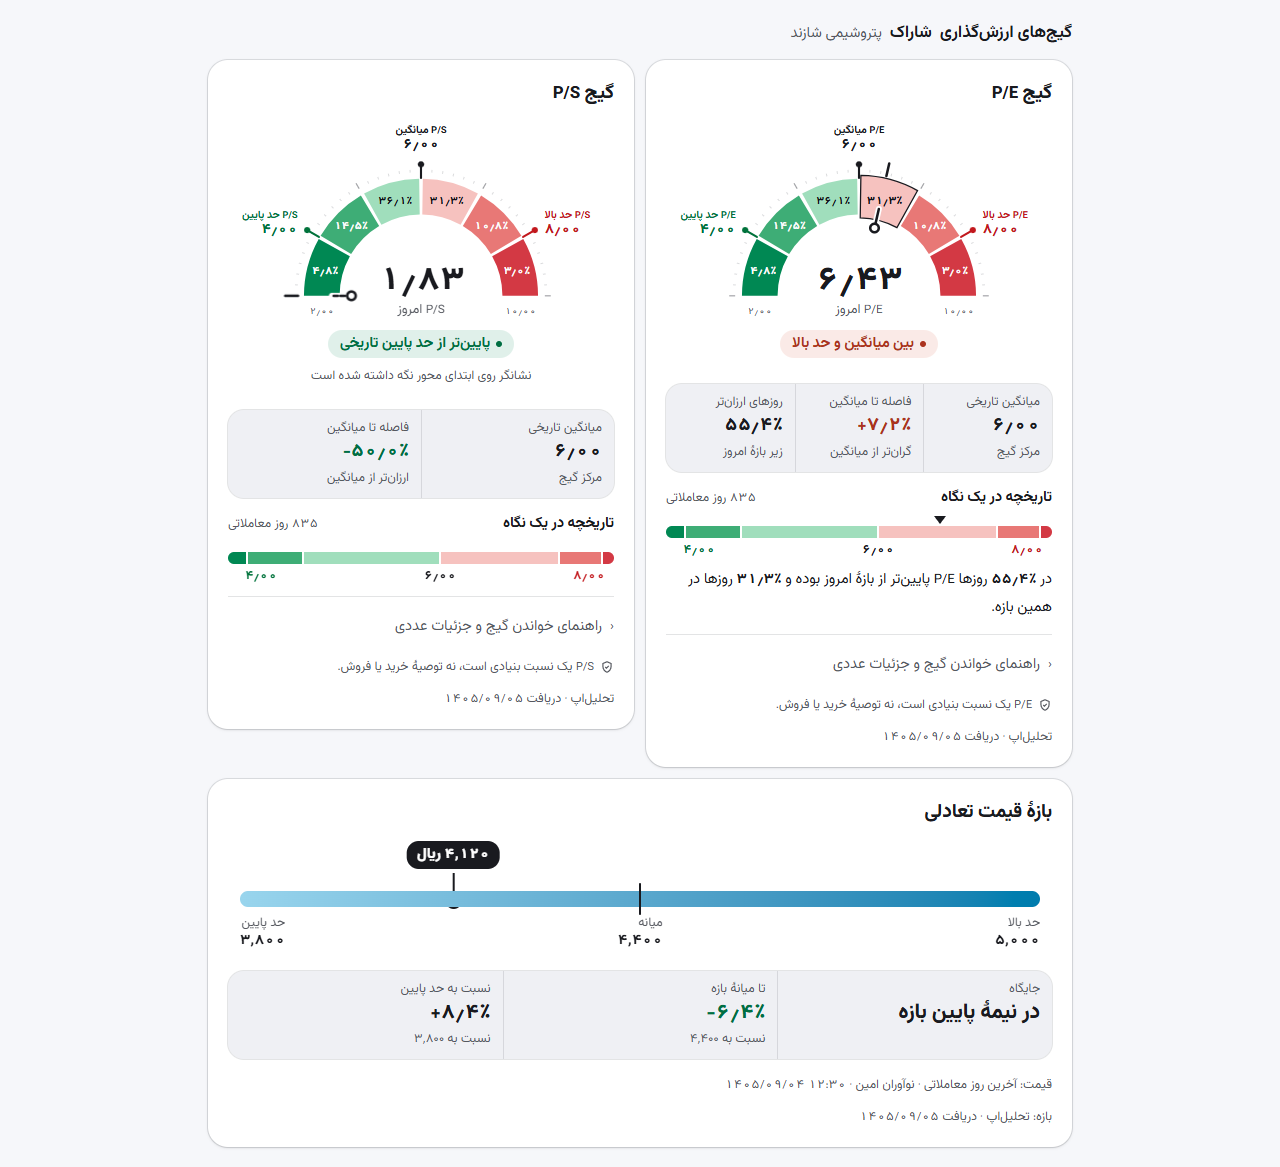 گیج‌های ارزش‌گذاری شاراک پتروشیمی شازند
گیج P/E
P/E میانگین
۶٫۰۰
P/E حد پایین
۴٫۰۰
P/E حد بالا
۸٫۰۰
۴٫۸٪
۱۴٫۵٪
۳۶٫۱٪
۳۱٫۳٪
۱۰٫۸٪
۳٫۰٪
۶٫۴۳
P/E امروز
۲٫۰۰
۱۰٫۰۰
بین میانگین و حد بالا
میانگین تاریخی
۶٫۰۰
مرکز گیج
فاصله تا میانگین
+۷٫۲٪
گران‌تر از میانگین
روزهای ارزان‌تر
۵۵٫۴٪
زیر بازهٔ امروز
تاریخچه در یک نگاه
۸۳۵ روز معاملاتی
۴٫۰۰
۶٫۰۰
۸٫۰۰
در ۵۵٫۴٪ روزها P/E پایین‌تر از بازهٔ امروز بوده و ۳۱٫۳٪ روزها در
همین بازه.
راهنمای خواندن گیج و جزئیات عددی
P/E یک نسبت بنیادی است، نه توصیهٔ خرید یا فروش.
تحلیل‌اپ · دریافت ۱۴۰۵/۰۹/۰۵
گیج P/S
P/S میانگین
۶٫۰۰
P/S حد پایین
۴٫۰۰
P/S حد بالا
۸٫۰۰
۴٫۸٪
۱۴٫۵٪
۳۶٫۱٪
۳۱٫۳٪
۱۰٫۸٪
۳٫۰٪
۱٫۸۳
P/S امروز
۲٫۰۰
۱۰٫۰۰
پایین‌تر از حد پایین تاریخی
نشانگر روی ابتدای محور نگه داشته شده است
میانگین تاریخی
۶٫۰۰
مرکز گیج
فاصله تا میانگین
-۵۰٫۰٪
ارزان‌تر از میانگین
تاریخچه در یک نگاه
۸۳۵ روز معاملاتی
۴٫۰۰
۶٫۰۰
۸٫۰۰
راهنمای خواندن گیج و جزئیات عددی
P/S یک نسبت بنیادی است، نه توصیهٔ خرید یا فروش.
تحلیل‌اپ · دریافت ۱۴۰۵/۰۹/۰۵
بازهٔ قیمت تعادلی
۴,۱۲۰ ریال
حد بالا
۵,۰۰۰
میانه
۴,۴۰۰
حد پایین
۳,۸۰۰
جایگاه
در نیمهٔ پایین بازه
تا میانهٔ بازه
-۶٫۴٪
نسبت به ۴,۴۰۰
نسبت به حد پایین
+۸٫۴٪
نسبت به ۳,۸۰۰
قیمت: آخرین روز معاملاتی · نوآوران امین · ۱۴۰۵/۰۹/۰۴ ۱۲:۳۰
بازه: تحلیل‌اپ · دریافت ۱۴۰۵/۰۹/۰۵